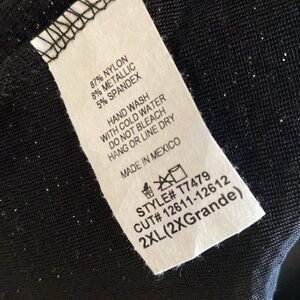 87% NYLON
8% METALLIC
5% SPANDEX
HAND WASH
WITH COLD WATER
DO NOT BLEACH
HANG OR LINE DRY
MADE IN MEXICO
STYLE# T7479
CUT# 12611-12612
2XL(2XGrande)